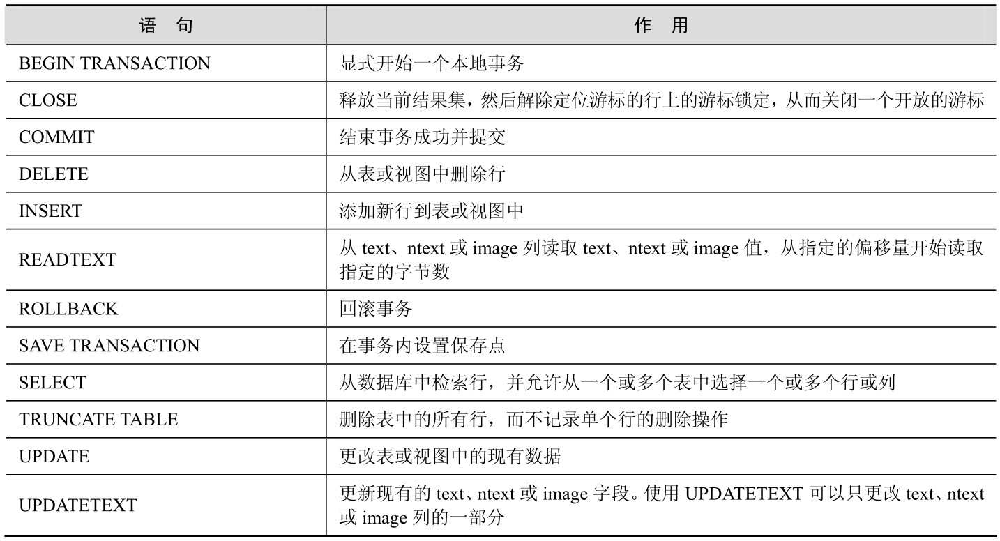 语 句 作 用
BEGIN TRANSACTION 显式开始一个本地事务
CLOSE 释放当前结果集，然后解除定位游标的行上的游标锁定，从而关闭一个开放的游标
COMMIT 结束事务成功并提交
DELETE 从表或视图中删除行
INSERT 添加新行到表或视图中
READTEXT 从 text、ntext 或 image 列读取 text、ntext 或 image 值，从指定的偏移量开始读取
指定的字节数
ROLLBACK 回滚事务
SAVE TRANSACTION 在事务内设置保存点
SELECT 从数据库中检索行，并允许从一个或多个表中选择一个或多个行或列
TRUNCATE TABLE 删除表中的所有行，而不记录单个行的删除操作
UPDATE 更改表或视图中的现有数据
UPDATETEXT 更新现有的 text、ntext 或 image 字段。使用 UPDATETEXT 可以只更改 text、ntext
或 image 列的一部分